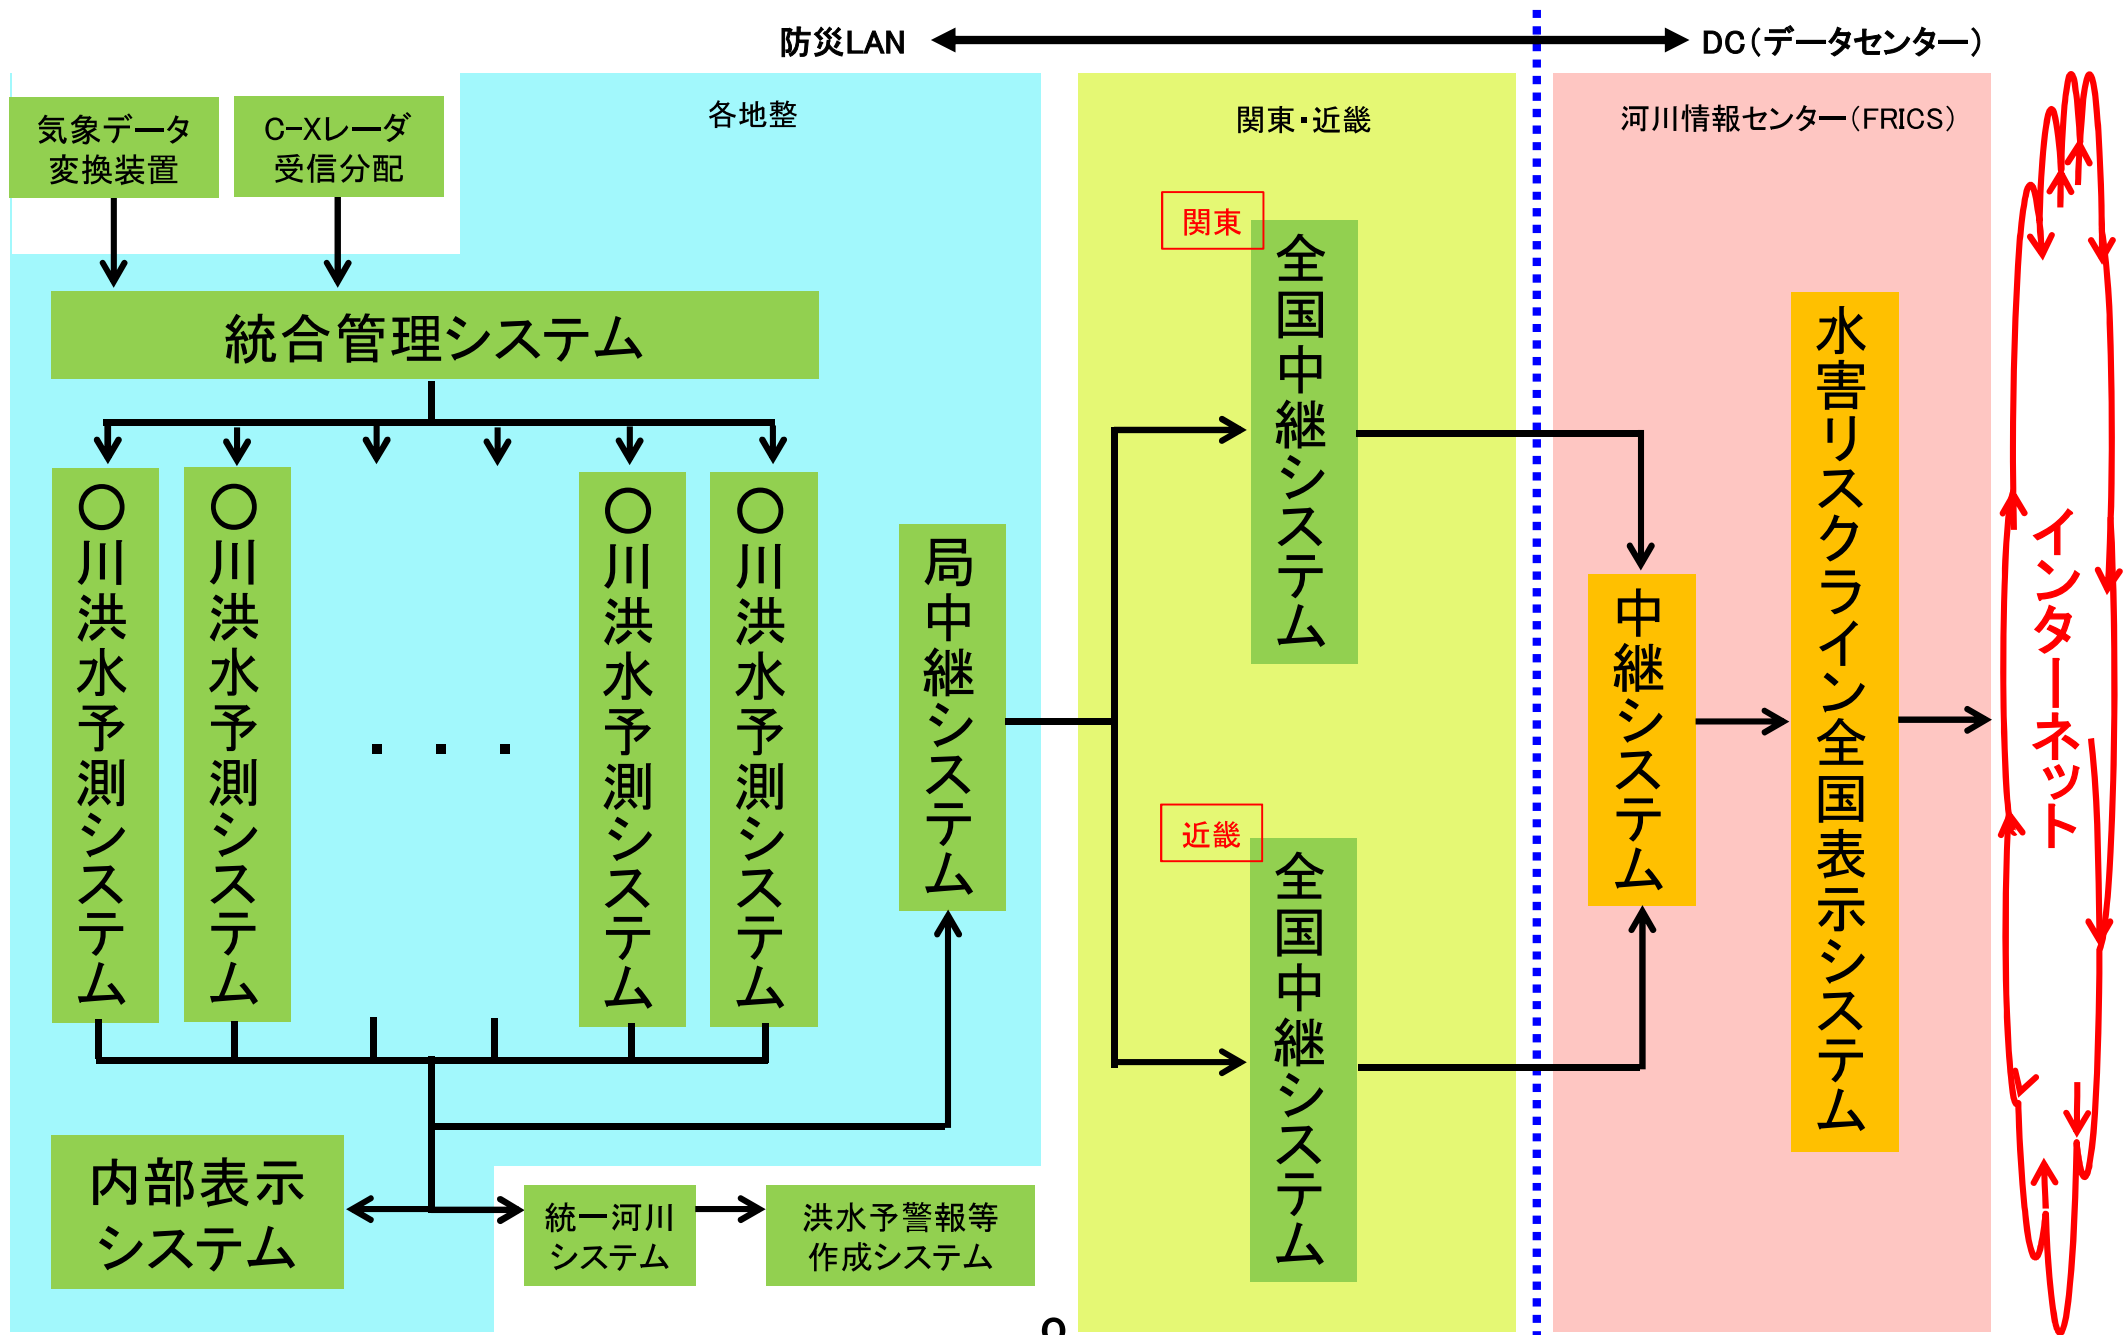 防災LAN
DC(データセンター)
各地整
関東・近畿
河川情報センター(FRICS)
気象データ
変換装置
C-Xレーダ
受信分配
統合管理システム
〇川洪水予測システム
〇川洪水予測システム
・・・
〇川洪水予測システム
〇川洪水予測システム
局中継システム
関東
全国中継システム
近畿
全国中継システム
中継システム
水害リスクライン全国表示システム
インターネット
内部表示
システム
統一河川
システム
洪水予警報等
作成システム